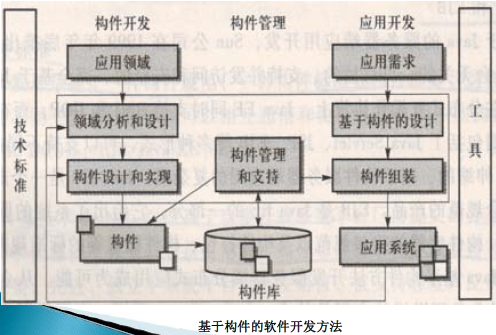 构件开发 构件管理 应用开发
应用领域
应用需求
技术标准
工具
领域分析和设计
基于构件的设计
构件管理和支持
构件设计和实现
构件组装
构件
应用系统
构件库
基于构件的软件开发方法